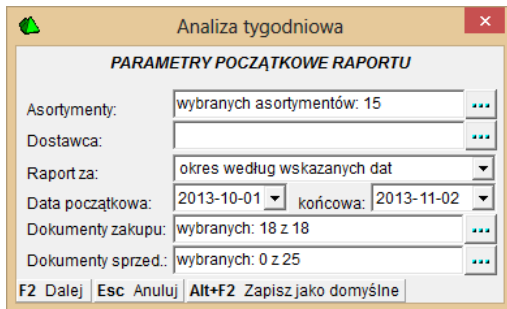 Analiza tygodniowa
PARAMETRY POCZĄTKOWE RAPORTU
Asortymenty: wybranych asortymentów: 15 ...
Dostawca: ...
Raport za: okres według wskazanych dat
Data początkowa: 2013-10-01 końcowa: 2013-11-02
Dokumenty zakupu: wybranych: 18 z 18 ...
Dokumenty sprzed.: wybranych: 0 z 25 ...
F2 Dalej Esc Anuluj Alt+F2 Zapisz jako domyślne